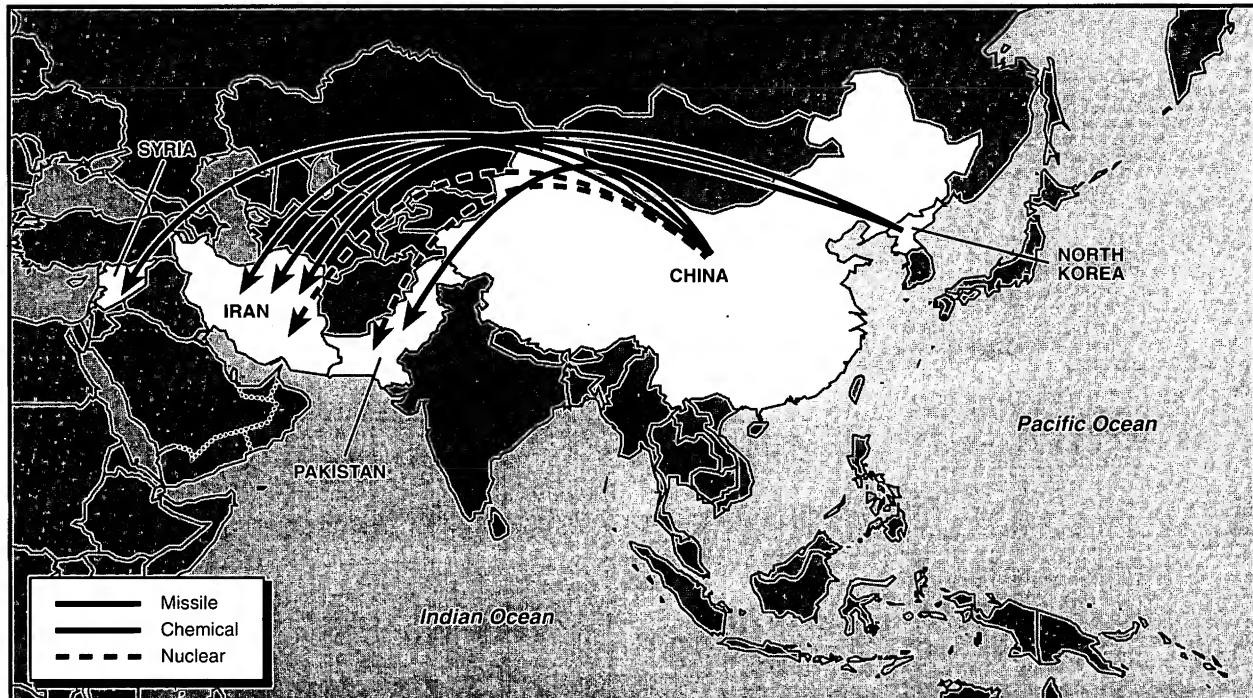 SYRIA
IRAN
CHINA
NORTH
KOREA
PAKISTAN
Pacific Ocean
Indian Ocean
Missile
Chemical
Nuclear